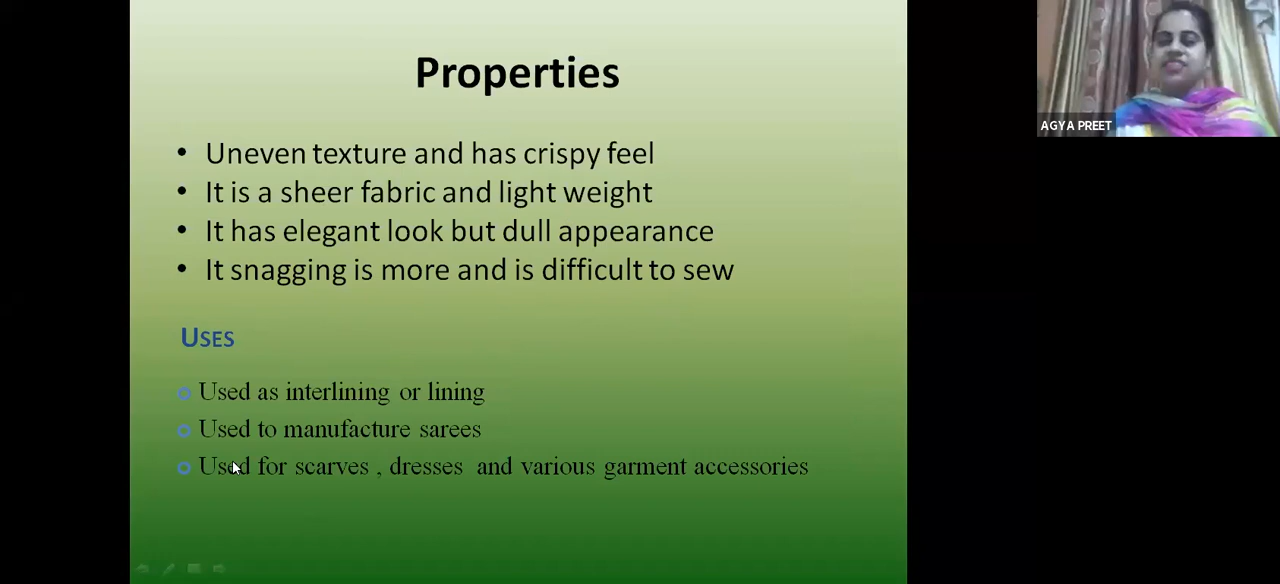 Properties
AGYA PREET
• Uneven texture and has crispy feel
• It is a sheer fabric and light weight
• It has elegant look but dull appearance
• It snagging is more and is difficult to sew
USES
Used as interlining or lining
Used to manufacture sarees
Used for scarves , dresses and various garment accessories